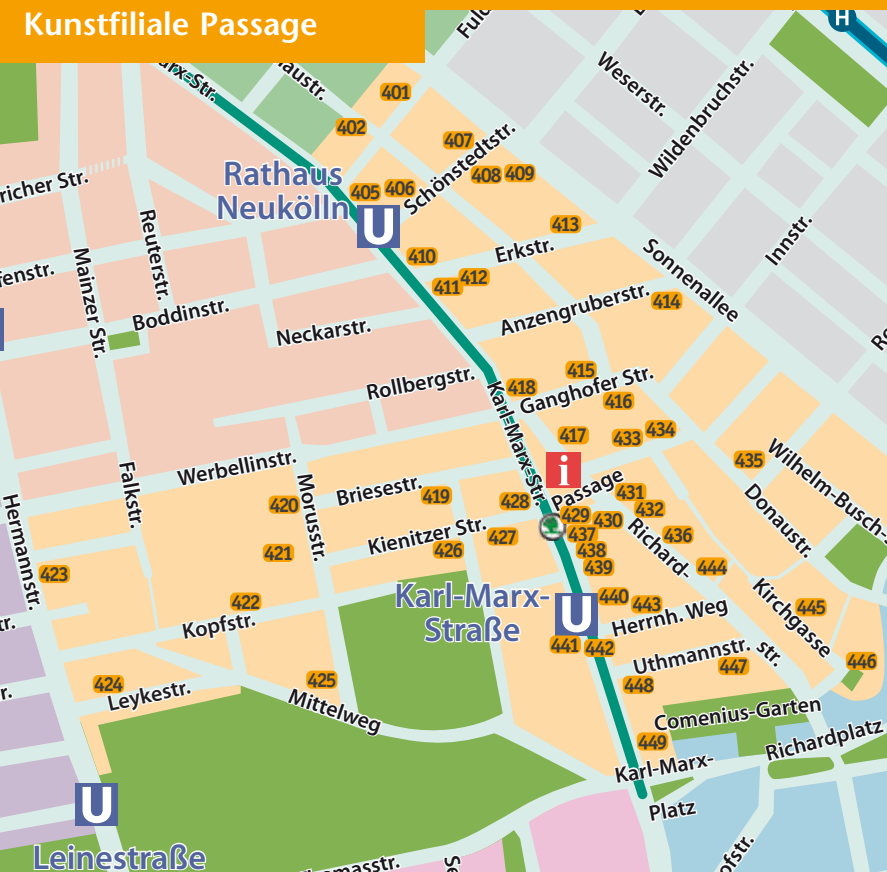 Kunstfiliale Passage
H
Weserstr.
Wildenbruchstr.
401
402
407
Schönstedtstr.
408
409
Rathaus
Neukölln
405
406
U
413
Innstr.
Reuterstr.
410
Erkstr.
Sonnenallee
Mainzer Str.
412
411
Boddinstr.
Anzengruberstr.
414
Neckarstr.
Rollbergstr.
418
415
Ganghofer Str.
416
Karl-Marx-Str.
417
433
434
435
Wilhelm-Busch-
Werbellinstr.
i
Falkstr.
Morusstr.
420
Briesestr.
419
428
Passage
431
432
Donaustr.
Hermannstr.
429
430
Kienitzer Str.
427
437
Richard-
436
421
426
438
439
444
423
Karl-Marx-
Straße
U
440
443
Kirchgasse
445
422
Herrnh. Weg
Kopfstr.
441
442
Uthmannstr.
str.
447
446
424
425
448
Leykestr.
Mittelweg
Comenius-Garten
449
Richardplatz
Karl-Marx-
Platz
U
Leinestraße